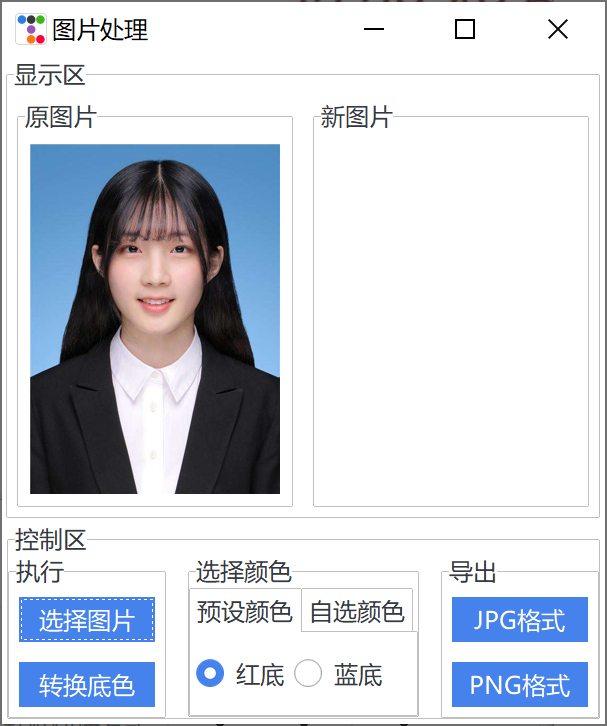 图片处理
显示区
原图片
新图片
控制区
执行
选择颜色
导出
选择图片
预设颜色
自选颜色
JPG格式
红底
蓝底
转换底色
PNG格式